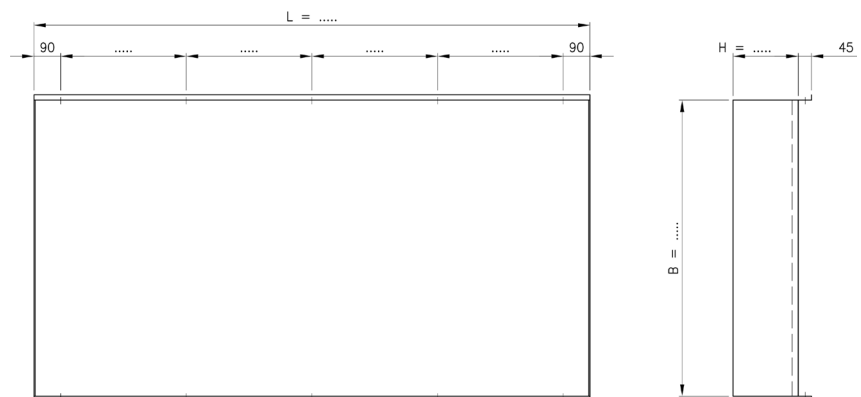 L = .....
90 ..... ..... ..... ..... 90
H = ..... 45
B = .....